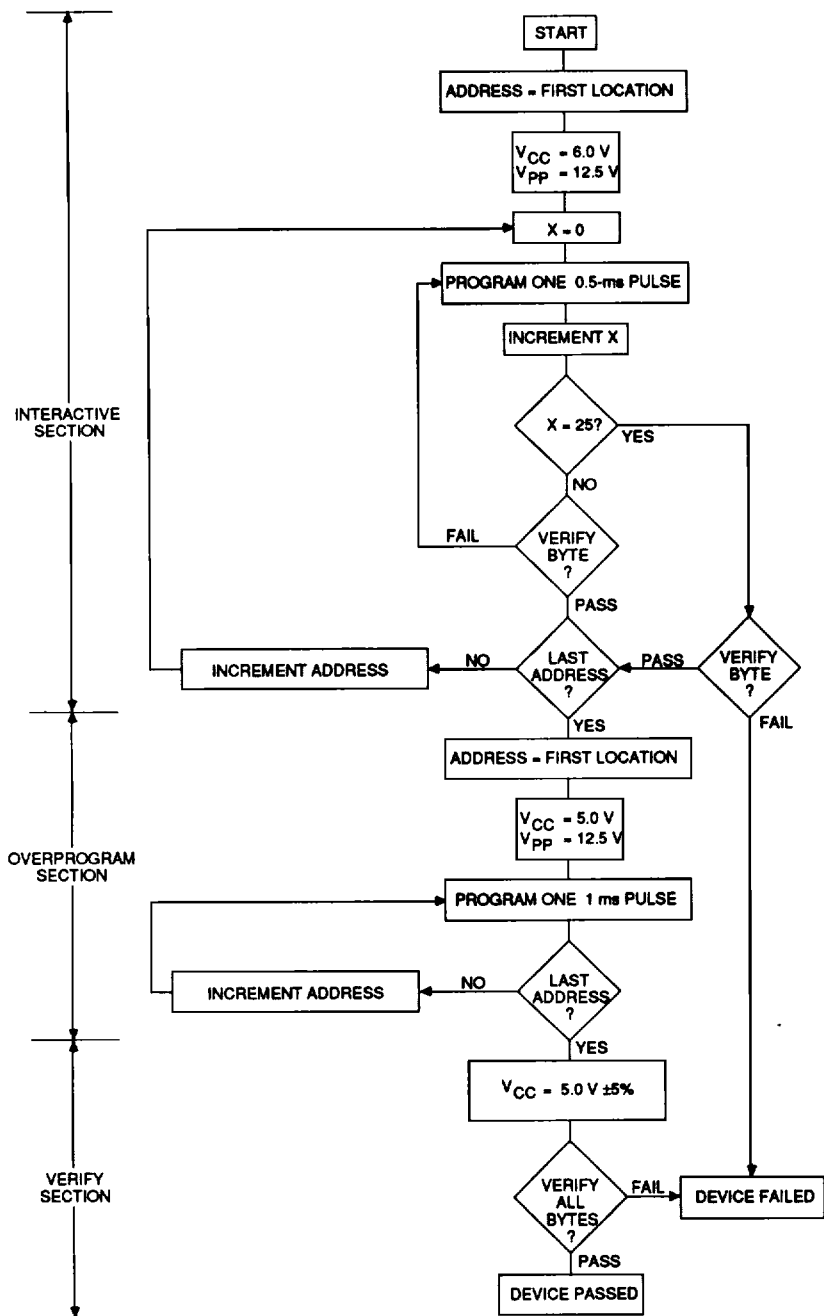 START
ADDRESS = FIRST LOCATION
VCC = 6.0 V
VPP = 12.5 V
X = 0
PROGRAM ONE 0.5-ms PULSE
INCREMENT X
INTERACTIVE
SECTION
X = 25?
YES
NO
FAIL
VERIFY
BYTE
?
PASS
INCREMENT ADDRESS
NO
LAST
ADDRESS
?
PASS
VERIFY
BYTE
?
YES
FAIL
ADDRESS = FIRST LOCATION
VCC = 5.0 V
VPP = 12.5 V
OVERPROGRAM
SECTION
PROGRAM ONE 1 ms PULSE
INCREMENT ADDRESS
NO
LAST
ADDRESS
?
YES
VCC = 5.0 V ±5%
VERIFY
SECTION
VERIFY
ALL
BYTES
?
FAIL
DEVICE FAILED
PASS
DEVICE PASSED